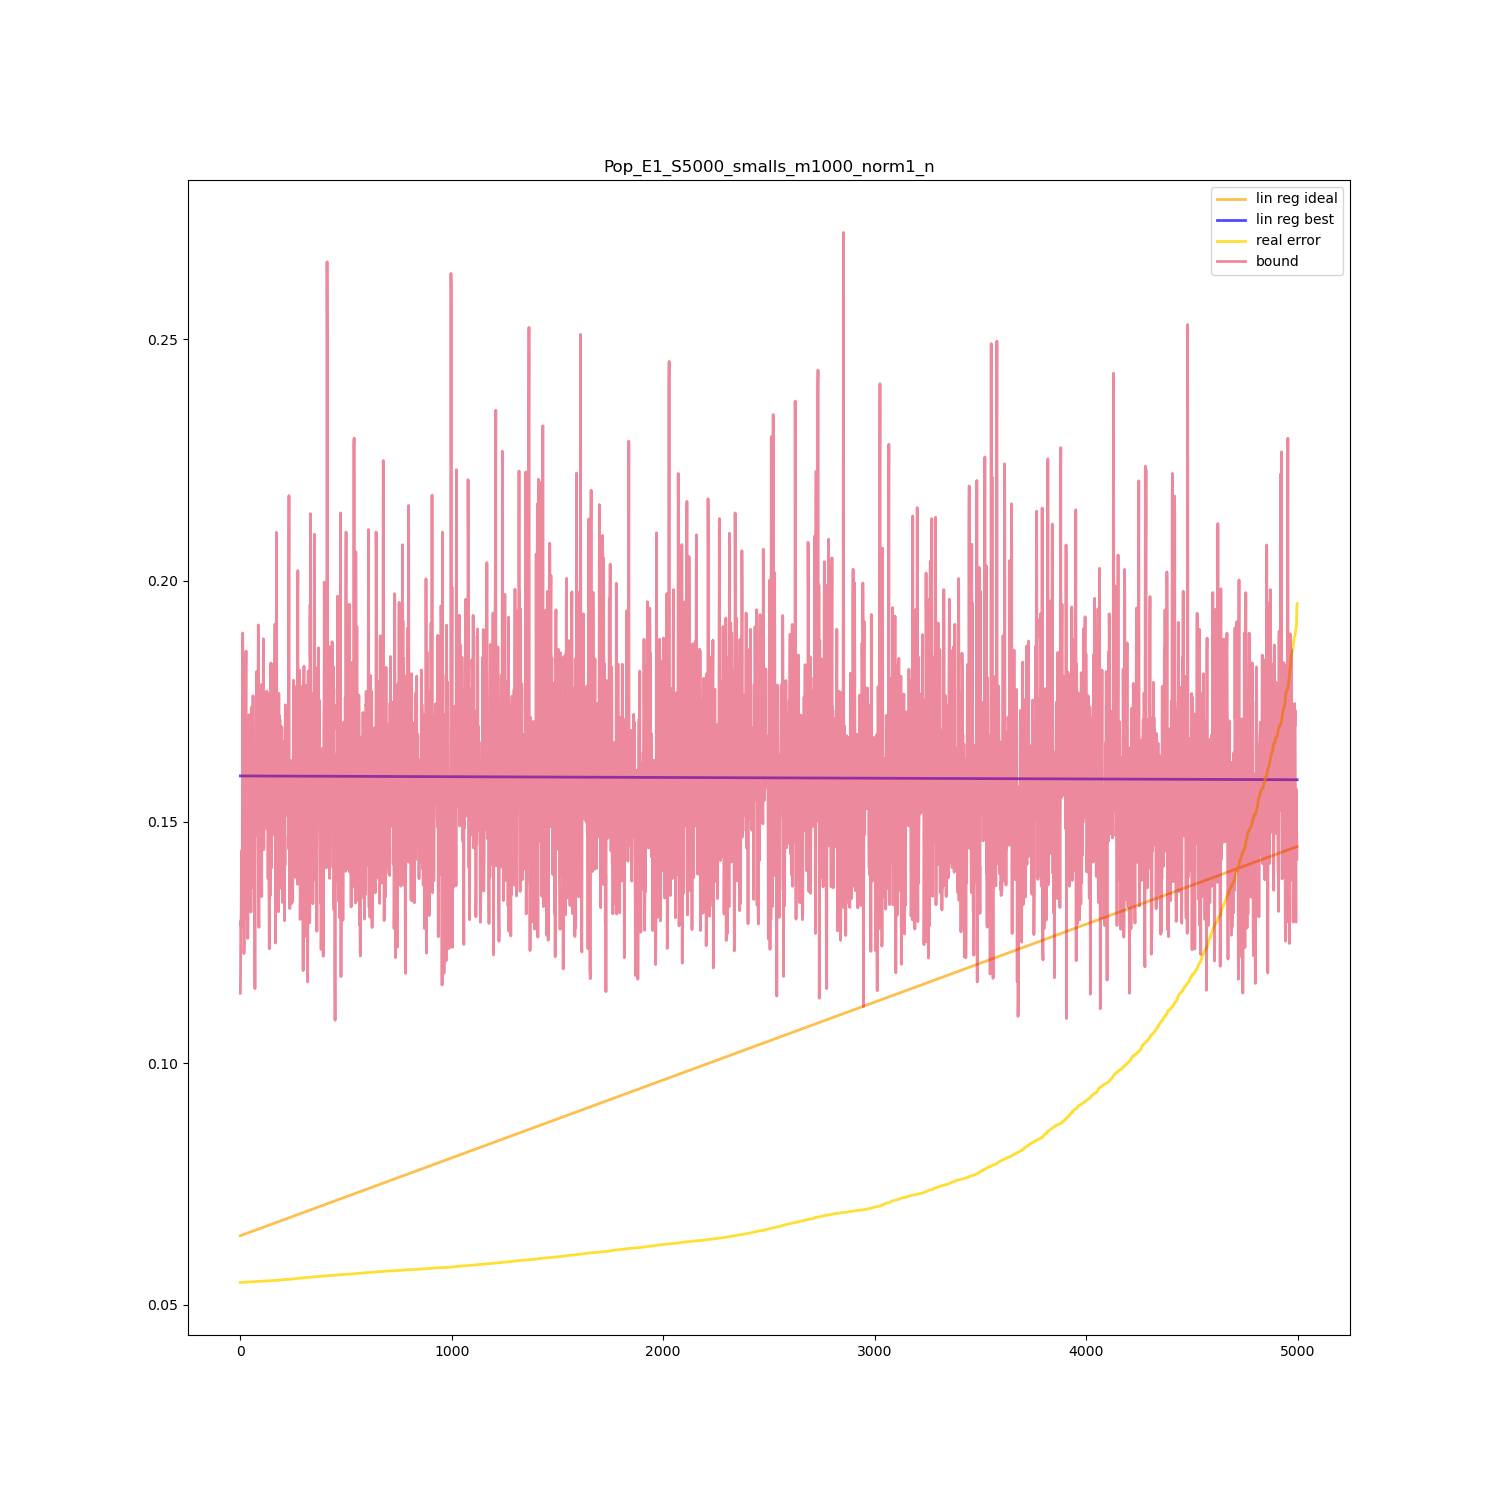 Pop_E1_S5000_smalls_m1000_norm1_n
lin reg ideal
lin reg best
real error
bound
0.25
0.20
0.15
0.10
0.05
0 1000 2000 3000 4000 5000